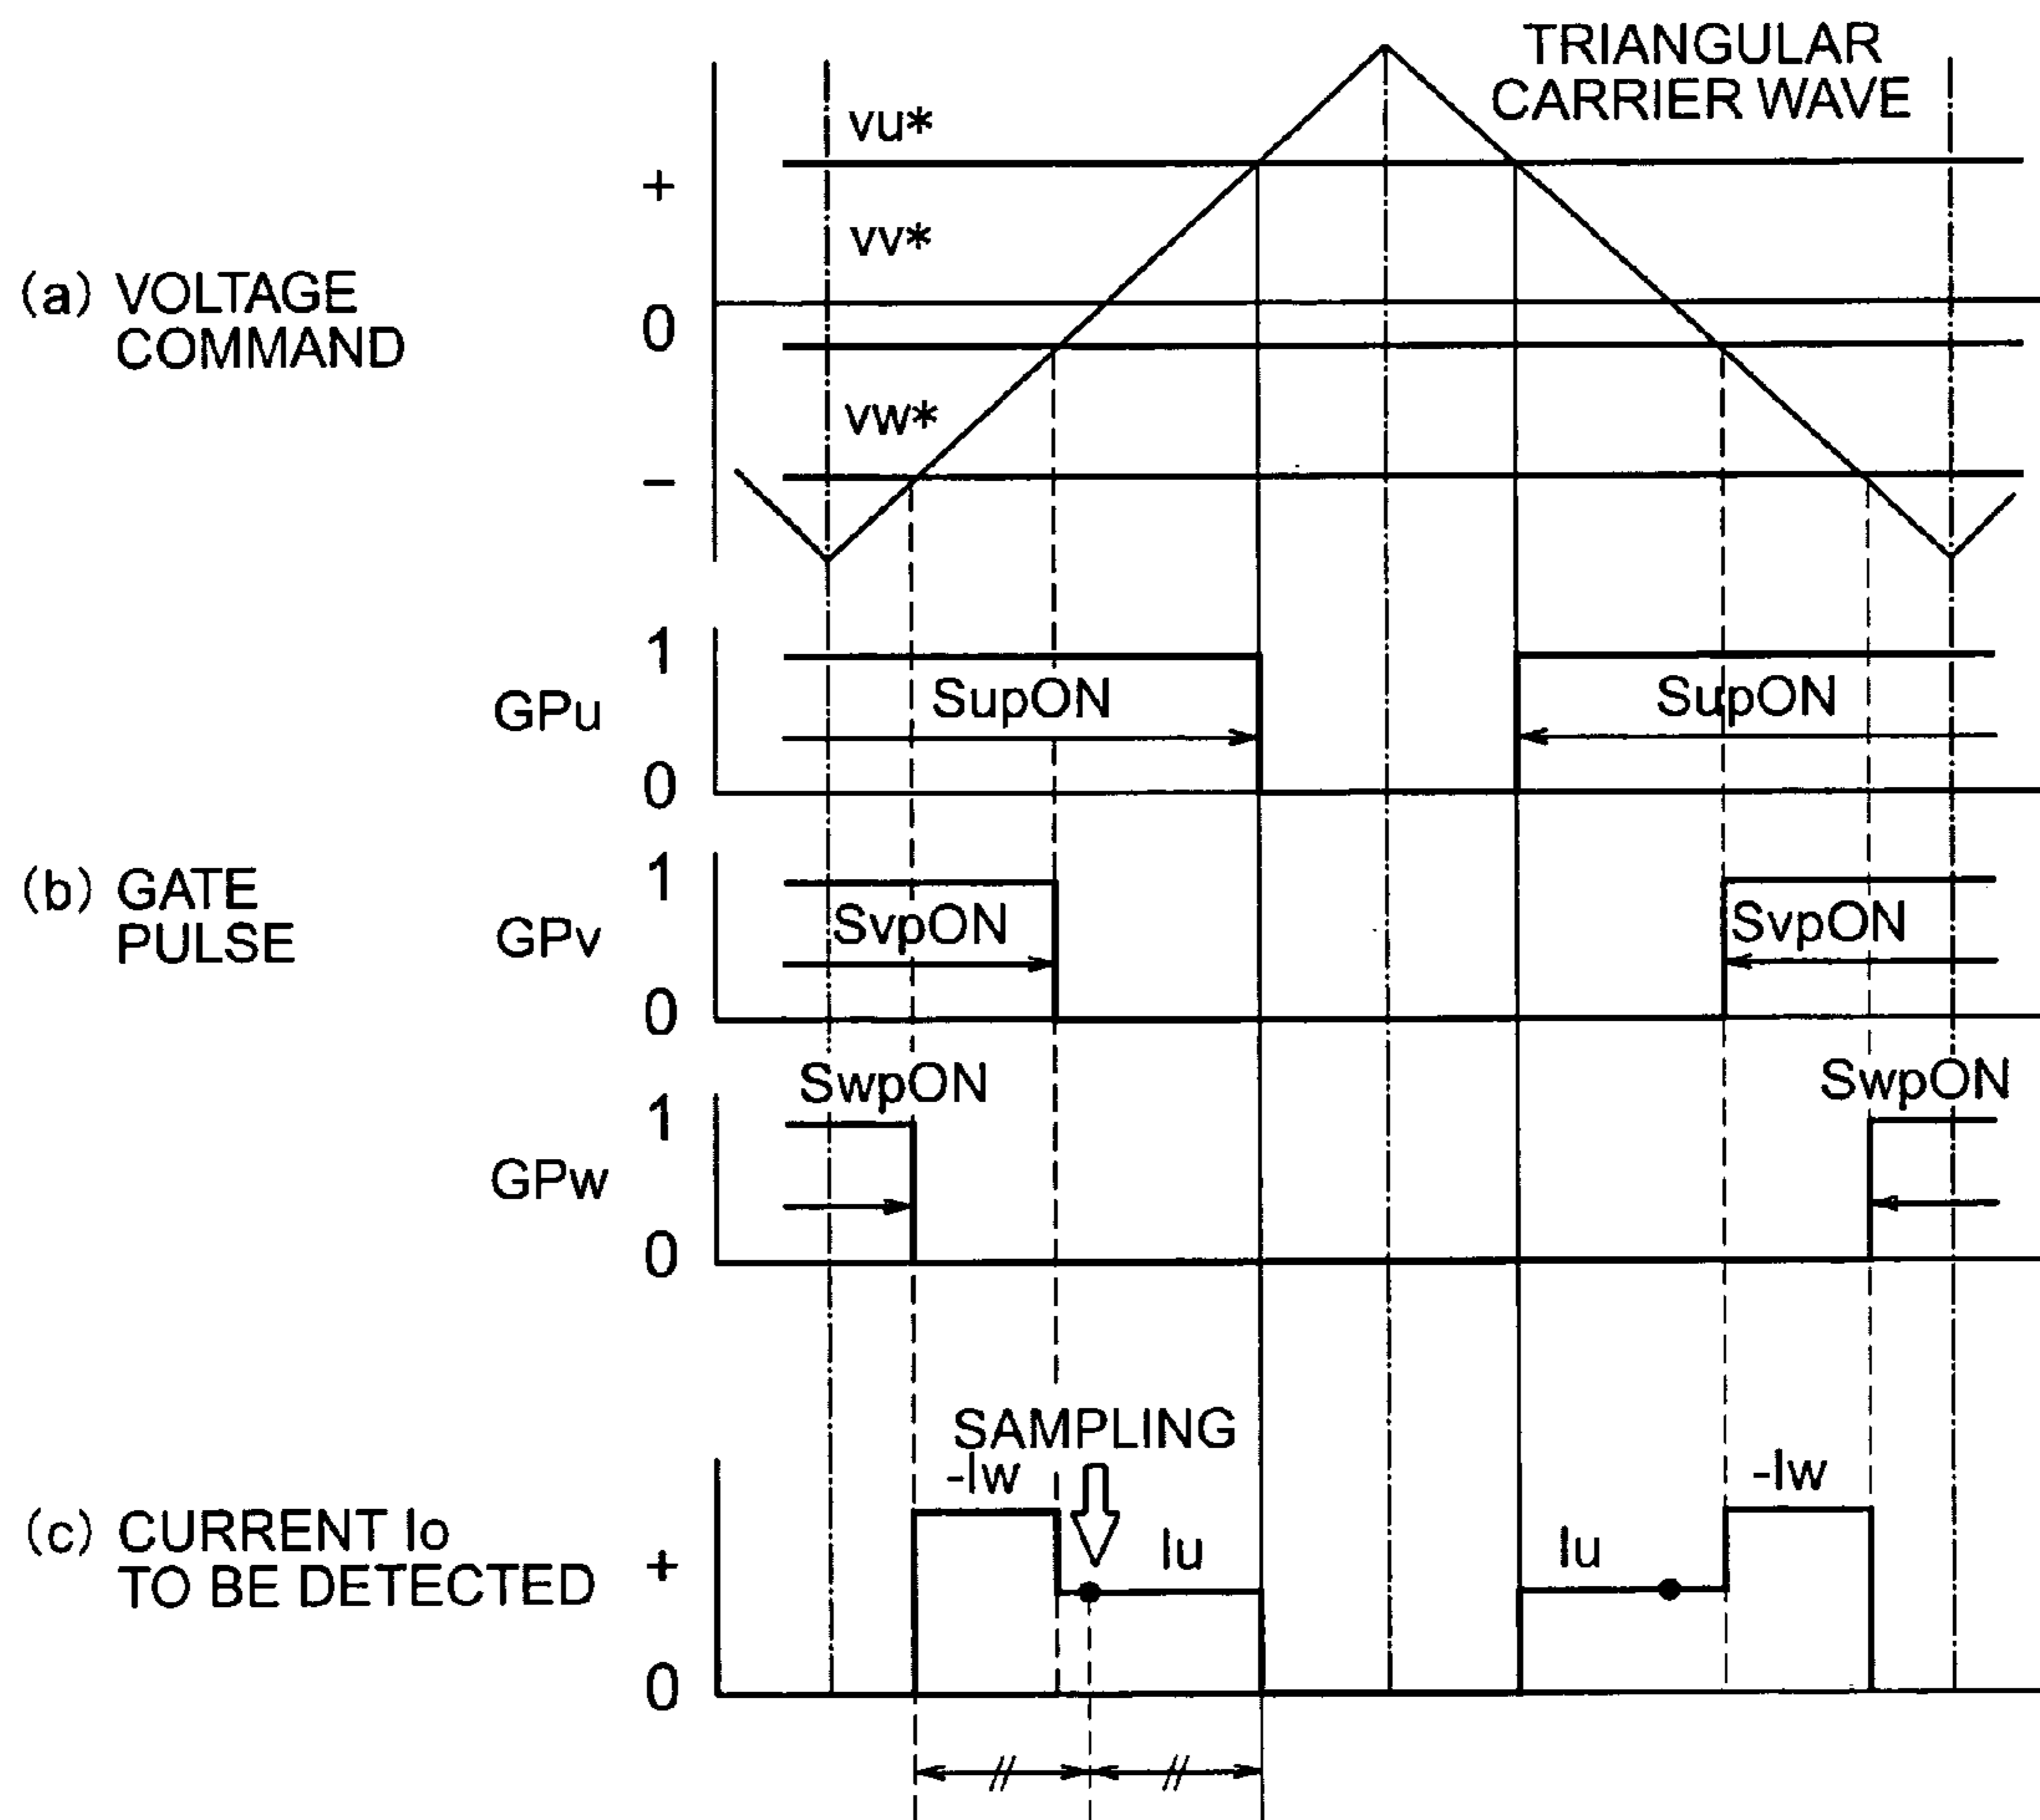 TRIANGULAR
CARRIER WAVE
vu*
+
vv*
(a) VOLTAGE
COMMAND
0
vw*
−
1
SupON
SupON
GPu
0
1
(b) GATE
PULSE
GPv
SvpON
SvpON
0
SwpON
SwpON
1
GPw
0
SAMPLING
-Iw
-Iw
(c) CURRENT Io
TO BE DETECTED
+
Iu
Iu
0